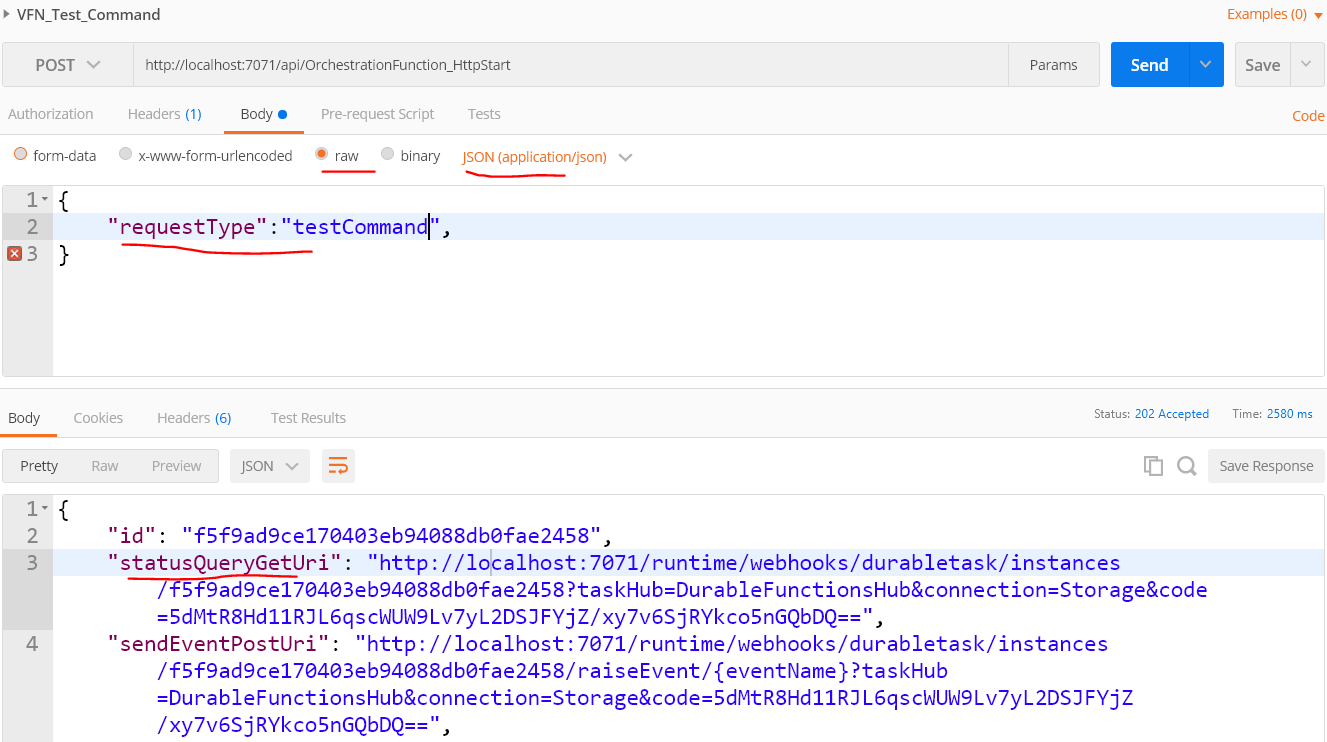 VFN_Test_Command
Examples (0)
POST
http://localhost:7071/api/OrchestrationFunction_HttpStart
Params
Send
Save
Authorization
Headers (1)
Body
Pre-request Script
Tests
Code
form-data
x-www-form-urlencoded
raw
binary
JSON (application/json)
1 {
2 "requestType":"testCommand",
3 }
Body
Cookies
Headers (6)
Test Results
Status: 202 Accepted
Time: 2580 ms
Pretty
Raw
Preview
JSON
Save Response
1 {
2 "id": "f5f9ad9ce170403eb94088db0fae2458",
3 "statusQueryGetUri": "http://localhost:7071/runtime/webhooks/durabletask/instances
/f5f9ad9ce170403eb94088db0fae2458?taskHub=DurableFunctionsHub&connection=Storage&code
=5dMtR8Hd11RJL6qscWUW9Lv7yL2DSJFYjZ/xy7v6SjRYkco5nGQbDQ==",
4 "sendEventPostUri": "http://localhost:7071/runtime/webhooks/durabletask/instances
/f5f9ad9ce170403eb94088db0fae2458/raiseEvent/{eventName}?taskHub
=DurableFunctionsHub&connection=Storage&code=5dMtR8Hd11RJL6qscWUW9Lv7yL2DSJFYjZ
/xy7v6SjRYkco5nGQbDQ==",